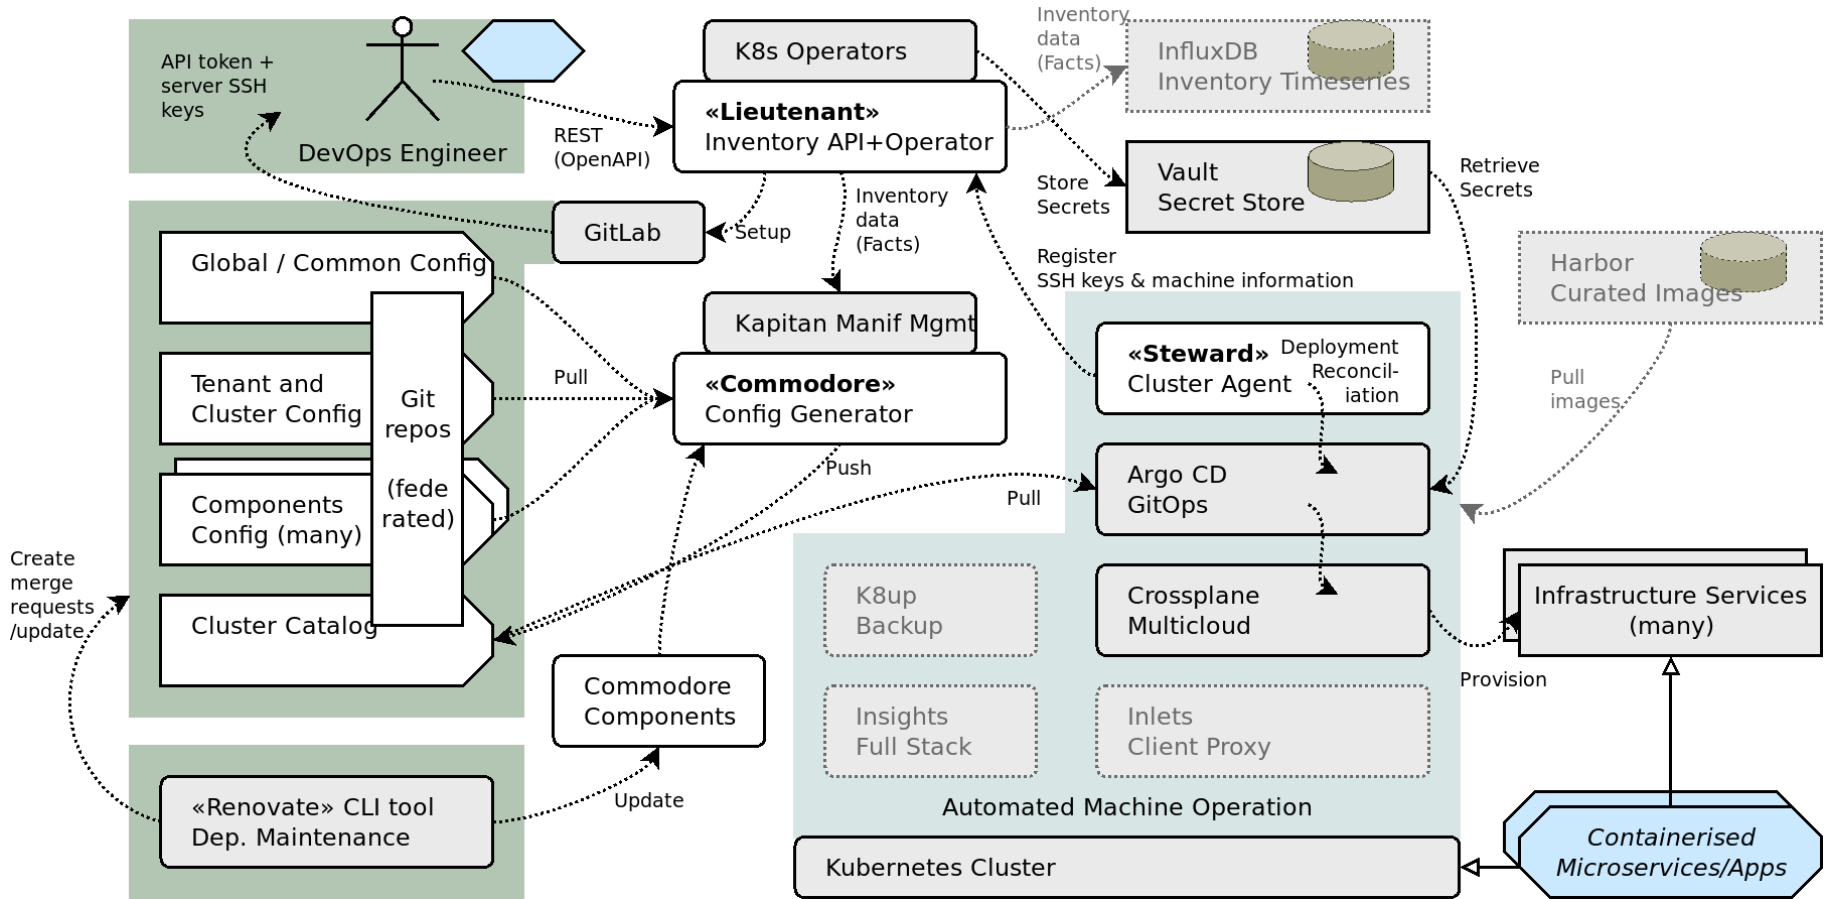 API token +
server SSH
keys
DevOps Engineer
REST
(OpenAPI)
K8s Operators
«Lieutenant»
Inventory API+Operator
Inventory
data
(Facts)
InfluxDB
Inventory Timeseries
Store
Secrets
Vault
Secret Store
Retrieve
Secrets
GitLab
Setup
Inventory
data
(Facts)
Register
SSH keys & machine information
Harbor
Curated Images
Pull
images
Global / Common Config
Tenant and
Cluster Config
Components
Config (many)
Cluster Catalog
Git
repos
(fede
rated)
Pull
Kapitan Manif Mgmt
«Commodore»
Config Generator
Push
Pull
«Steward»
Cluster Agent
Deployment
Reconcil-
iation
Argo CD
GitOps
Crossplane
Multicloud
K8up
Backup
Insights
Full Stack
Inlets
Client Proxy
Automated Machine Operation
Kubernetes Cluster
Infrastructure Services
(many)
Provision
Containerised
Microservices/Apps
Create
merge
requests
/update
Commodore
Components
Update
«Renovate» CLI tool
Dep. Maintenance